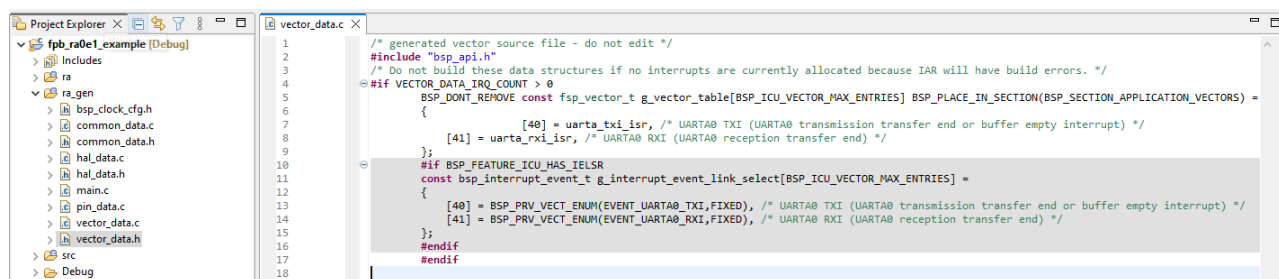 Project Explorer
fpb_ra0e1_example [Debug]
Includes
ra
ra_gen
bsp_clock_cfg.h
common_data.c
common_data.h
hal_data.c
hal_data.h
main.c
pin_data.c
vector_data.c
vector_data.h
src
Debug
vector_data.c
1 /* generated vector source file - do not edit */
2 #include "bsp_api.h"
3 /* Do not build these data structures if no interrupts are currently allocated because IAR will have build errors. */
4 #if VECTOR_DATA_IRQ_COUNT > 0
5 BSP_DONT_REMOVE const fsp_vector_t g_vector_table[BSP_ICU_VECTOR_MAX_ENTRIES] BSP_PLACE_IN_SECTION(BSP_SECTION_APPLICATION_VECTORS) =
6 {
7 [40] = uarta_txi_isr, /* UARTA0 TXI (UARTA0 transmission transfer end or buffer empty interrupt) */
8 [41] = uarta_rxi_isr, /* UARTA0 RXI (UARTA0 reception transfer end) */
9 };
10 #if BSP_FEATURE_ICU_HAS_IELSR
11 const bsp_interrupt_event_t g_interrupt_event_link_select[BSP_ICU_VECTOR_MAX_ENTRIES] =
12 {
13 [40] = BSP_PRV_VECT_ENUM(EVENT_UARTA0_TXI,FIXED), /* UARTA0 TXI (UARTA0 transmission transfer end or buffer empty interrupt) */
14 [41] = BSP_PRV_VECT_ENUM(EVENT_UARTA0_RXI,FIXED), /* UARTA0 RXI (UARTA0 reception transfer end) */
15 };
16 #endif
17 #endif
18